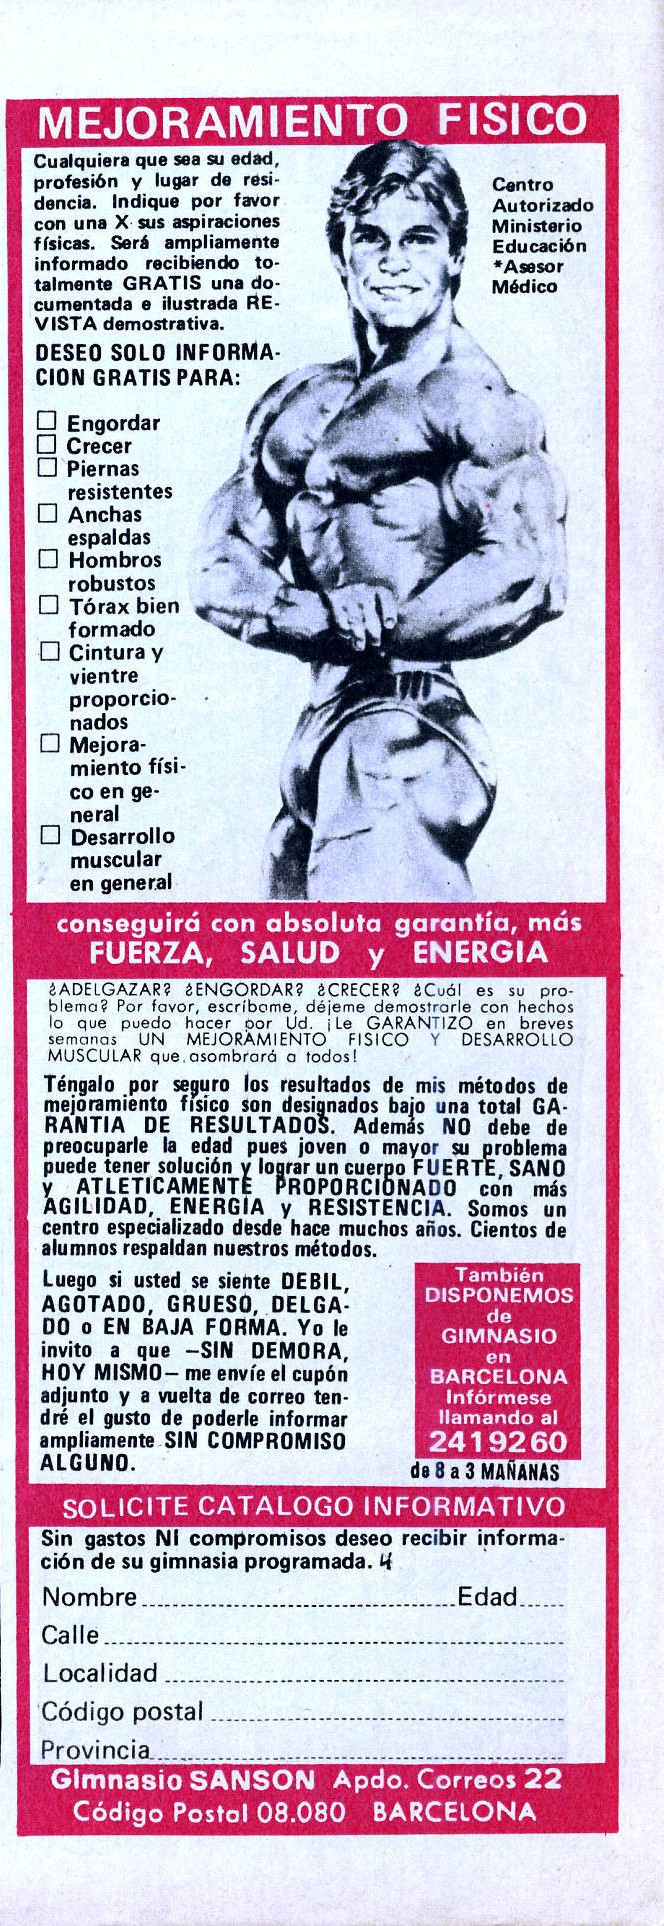 MEJORAMIENTO FISICO
Cualquiera que sea su edad,
profesión y lugar de resi-
dencia. Indique por favor
con una X sus aspiraciones
físicas. Será ampliamente
informado recibiendo to-
talmente GRATIS una do-
cumentada e ilustrada RE-
VISTA demostrativa.
DESEO SOLO INFORMA-
CION GRATIS PARA:
Engordar
Crecer
Piernas
resistentes
Anchas
espaldas
Hombros
robustos
Tórax bien
formado
Cintura y
vientre
proporcio-
nados
Mejora-
miento físi-
co en ge-
neral
Desarrollo
muscular
en general
Centro
Autorizado
Ministerio
Educación
*Asesor
Médico
conseguirá con absoluta garantía, más
FUERZA, SALUD y ENERGIA
¿ADELGAZAR? ¿ENGORDAR? ¿CRECER? ¿Cuál es su pro-
blema? Por favor, escríbame, déjeme demostrarle con hechos
lo que puedo hacer por Ud. ¡Le GARANTIZO en breves
semanas UN MEJORAMIENTO FISICO Y DESARROLLO
MUSCULAR que asombrará a todos!
Téngalo por seguro los resultados de mis métodos de
mejoramiento físico son designados bajo una total GA-
RANTIA DE RESULTADOS. Además NO debe de
preocuparle la edad pues joven o mayor su problema
puede tener solución y lograr un cuerpo FUERTE, SANO
y ATLETICAMENTE PROPORCIONADO con más
AGILIDAD, ENERGIA y RESISTENCIA. Somos un
centro especializado desde hace muchos años. Cientos de
alumnos respaldan nuestros métodos.
Luego si usted se siente DEBIL,
AGOTADO, GRUESO, DELGA-
DO o EN BAJA FORMA. Yo le
invito a que —SIN DEMORA,
HOY MISMO— me envíe el cupón
adjunto y a vuelta de correo ten-
dré el gusto de poderle informar
ampliamente SIN COMPROMISO
ALGUNO.
También
DISPONEMOS
de
GIMNASIO
en
BARCELONA
Infórmese
llamando al
2419260
de 8 a 3 MAÑANAS
SOLICITE CATALOGO INFORMATIVO
Sin gastos NI compromisos deseo recibir informa-
ción de su gimnasia programada. 4
Nombre Edad
Calle
Localidad
Código postal
Provincia
Gimnasio SANSON Apdo. Correos 22
Código Postal 08.080 BARCELONA